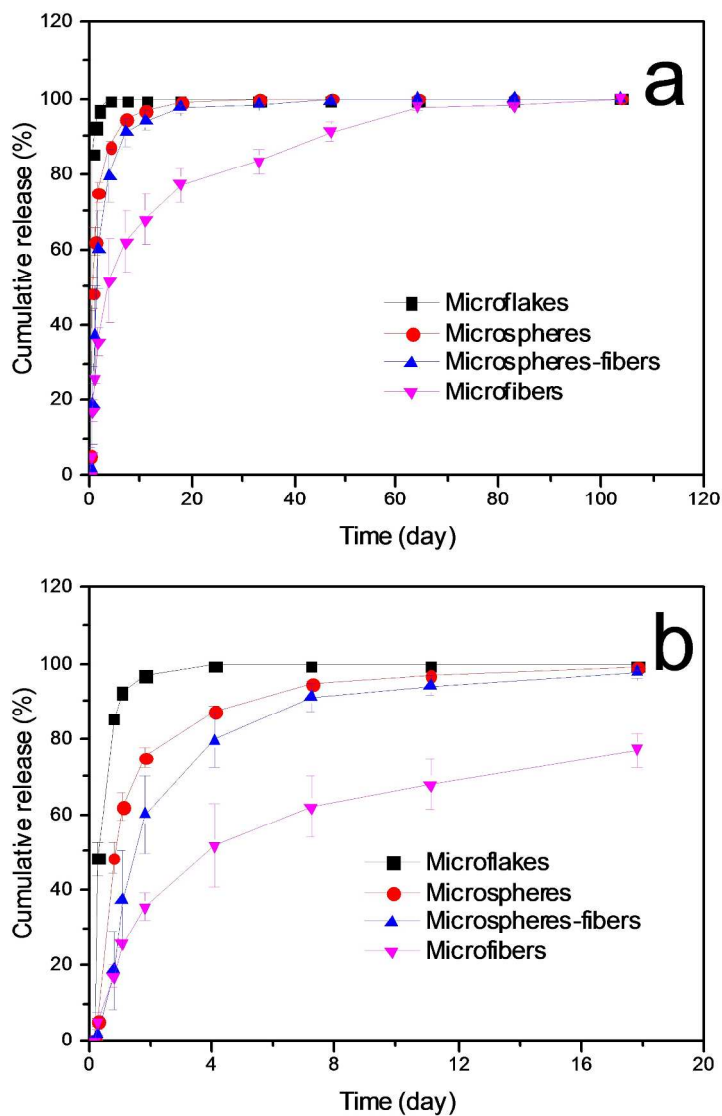 120
a
100
80
60
40
20
0
Cumulative release (%)
Microflakes
Microspheres
Microspheres-fibers
Microfibers
0 20 40 60 80 100 120
Time (day)
120
b
100
80
60
40
20
0
Cumulative release (%)
Microflakes
Microspheres
Microspheres-fibers
Microfibers
0 4 8 12 16 20
Time (day)